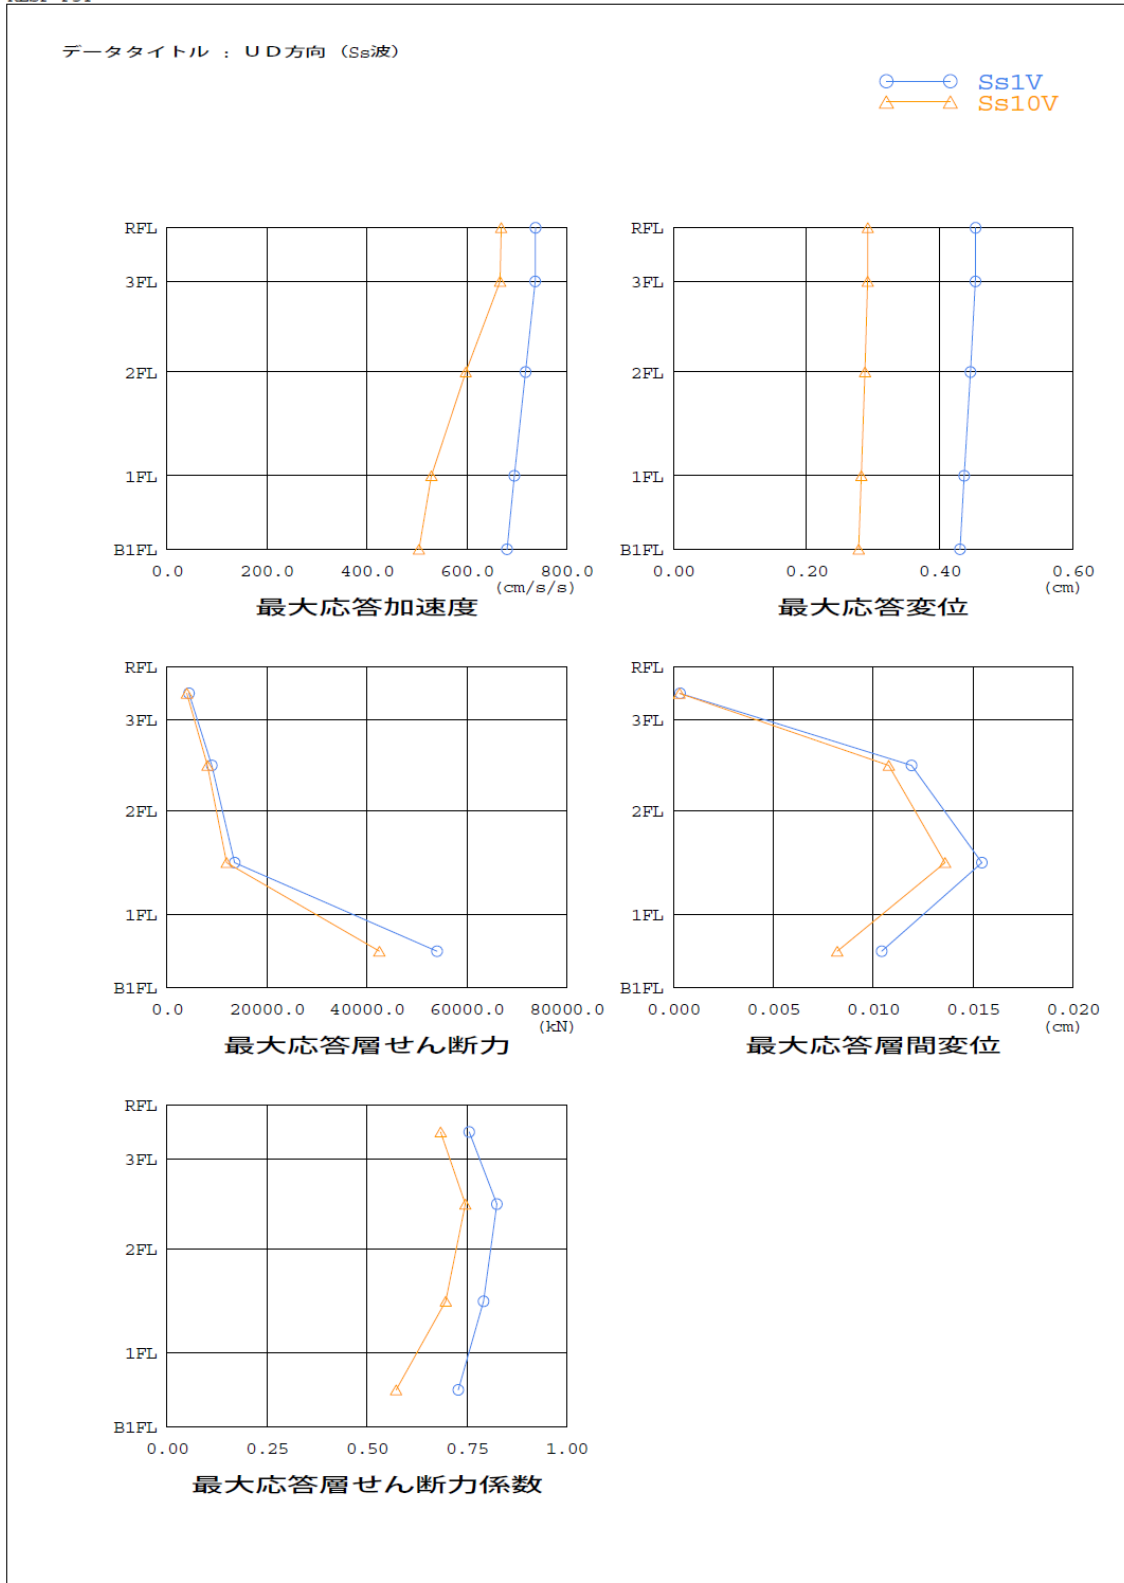 データタイトル ： ＵＤ方向 （Ss波）
Ss1V
Ss10V
RFL
3FL
2FL
1FL
B1FL
0.0 200.0 400.0 600.0 800.0
(cm/s/s)
最大応答加速度
RFL
3FL
2FL
1FL
B1FL
0.00 0.20 0.40 0.60
(cm)
最大応答変位
RFL
3FL
2FL
1FL
B1FL
0.0 20000.0 40000.0 60000.0 80000.0
(kN)
最大応答層せん断力
RFL
3FL
2FL
1FL
B1FL
0.000 0.005 0.010 0.015 0.020
(cm)
最大応答層間変位
RFL
3FL
2FL
1FL
B1FL
0.00 0.25 0.50 0.75 1.00
最大応答層せん断力係数